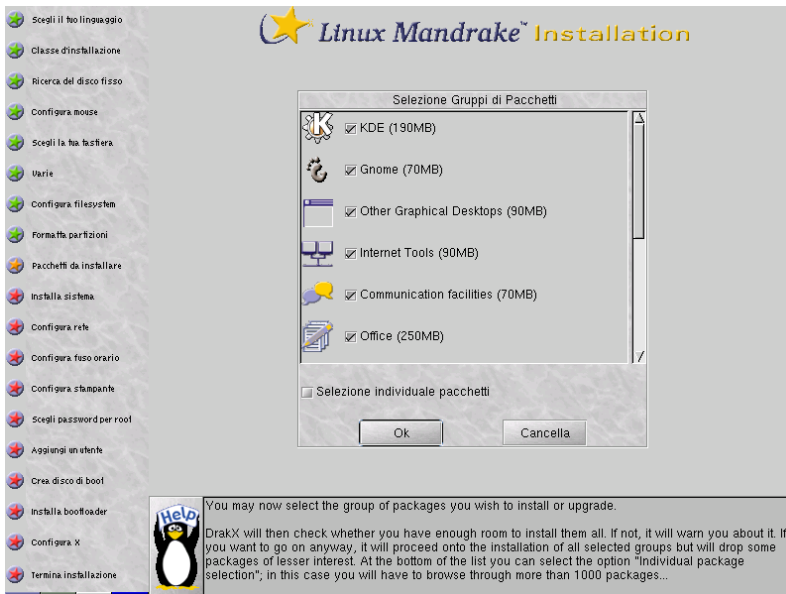 Linux Mandrake™ Installation
Scegli il tuo linguaggio
Classe d'installazione
Ricerca del disco fisso
Configura mouse
Scegli la tua tastiera
Varie
Configura filesystem
Formatta partizioni
Pacchetti da installare
Installa sistema
Configura rete
Configura fuso orario
Configura stampante
Scegli password per root
Aggiungi un utente
Crea disco di boot
Installa bootloader
Configura X
Termina installazione
Selezione Gruppi di Pacchetti
KDE (190MB)
Gnome (70MB)
Other Graphical Desktops (90MB)
Internet Tools (90MB)
Communication facilities (70MB)
Office (250MB)
Selezione individuale pacchetti
Ok
Cancella
Help
You may now select the group of packages you wish to install or upgrade.
DrakX will then check whether you have enough room to install them all. If not, it will warn you about it. If
you want to go on anyway, it will proceed onto the installation of all selected groups but will drop some
packages of lesser interest. At the bottom of the list you can select the option "Individual package
selection"; in this case you will have to browse through more than 1000 packages...